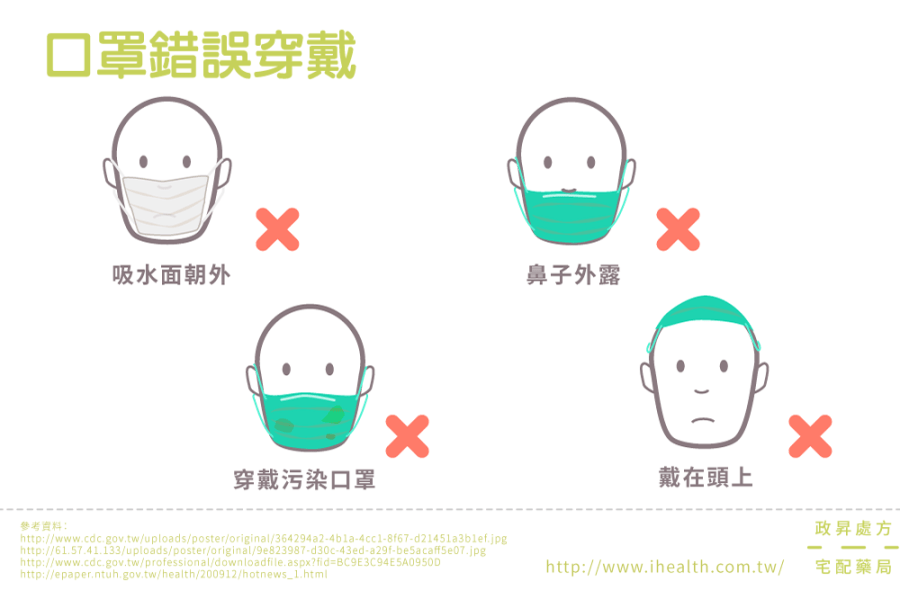 口罩錯誤穿戴
吸水面朝外
鼻子外露
穿戴污染口罩
戴在頭上
參考資料：
http://www.cdc.gov.tw/uploads/poster/original/364294a2-4b1a-4cc1-8f67-d21451a3b1ef.jpg
http://61.57.41.133/uploads/poster/original/9e823987-d30c-43ed-a29f-be5acaff5e07.jpg
http://www.cdc.gov.tw/professional/downloadfile.aspx?fid=BC9E3C94E5A0950D
http://epaper.ntuh.gov.tw/health/200912/hotnews_1.html
http://www.ihealth.com.tw/
政昇處方
宅配藥局